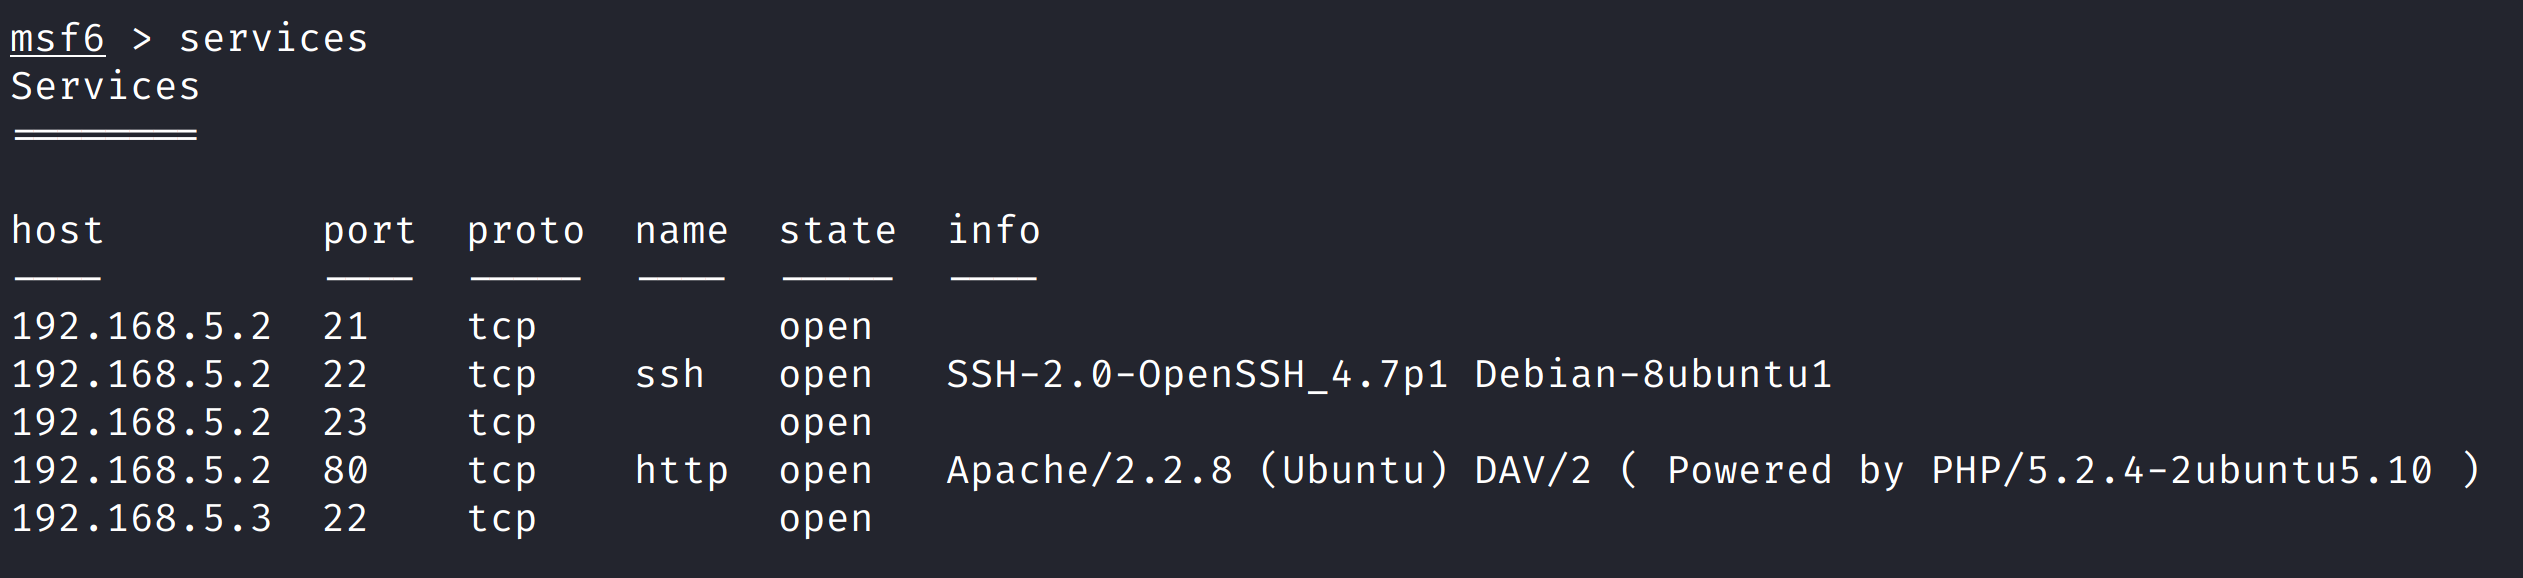 msf6 > services
Services
========
host port proto name state info
---- ---- ----- ---- ----- ----
192.168.5.2 21 tcp open
192.168.5.2 22 tcp ssh open SSH-2.0-OpenSSH_4.7p1 Debian-8ubuntu1
192.168.5.2 23 tcp open
192.168.5.2 80 tcp http open Apache/2.2.8 (Ubuntu) DAV/2 ( Powered by PHP/5.2.4-2ubuntu5.10 )
192.168.5.3 22 tcp open